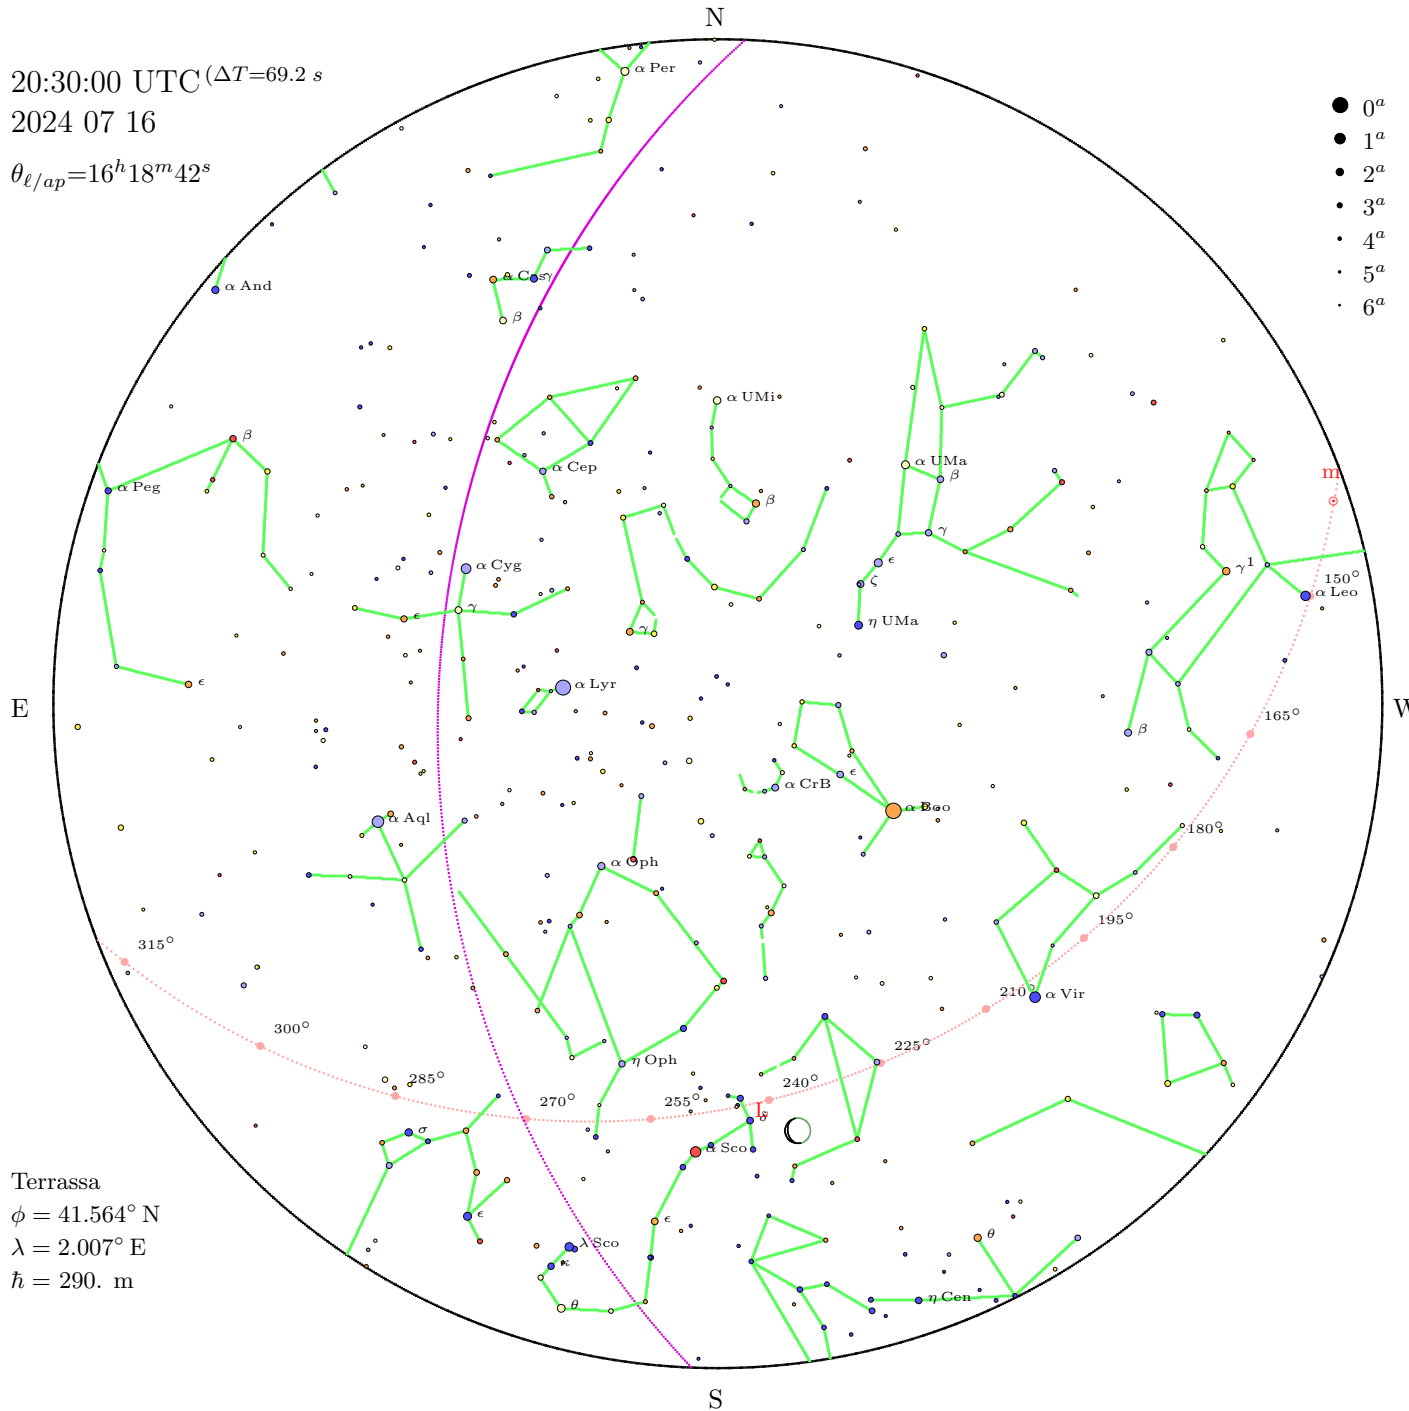 N
20:30:00 UTC (ΔT=69.2 s
2024 07 16
θℓ/ap=16h18m42s
0a
1a
2a
3a
4a
5a
6a
α Per
α And
α Cas γ
β
α UMi
β
α Cep
α UMa
β
γ
ϵ
ζ
η UMa
β
α Peg
ϵ
α Cyg
γ
ϵ
γ
α Lyr
m
γ1
150°
α Leo
β
165°
E
W
α CrB
ϵ
α Boo
α Aql
α Oph
180°
195°
210°
α Vir
315°
300°
285°
270°
255°
240°
225°
η Oph
L
δ
σ
α Sco
ϵ
ϵ
λ Sco
κ
θ
θ
η Cen
Terrassa
ϕ = 41.564° N
λ = 2.007° E
ħ = 290. m
S